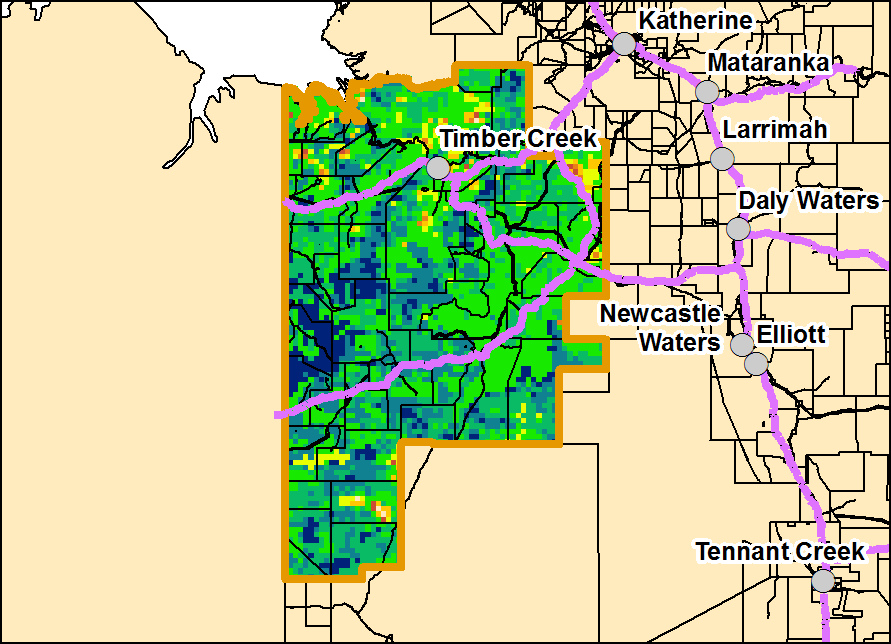 Katherine
Mataranka
Larrimah
Timber Creek
Daly Waters
Newcastle
Waters
Elliott
Tennant Creek